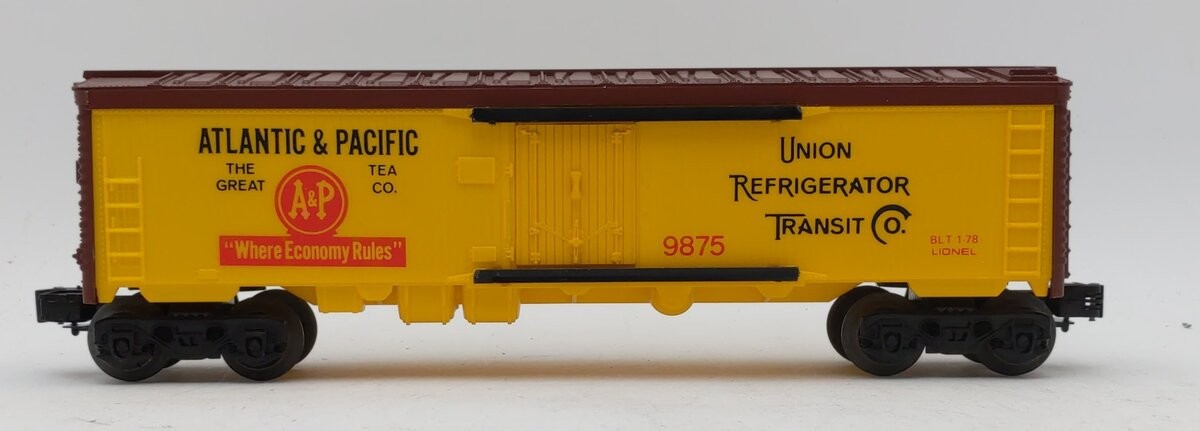 ATLANTIC & PACIFIC
THE TEA
GREAT CO.
A&P
"Where Economy Rules"
UNION
REFRIGERATOR
TRANSIT CO.
9875
BLT 1-78
LIONEL